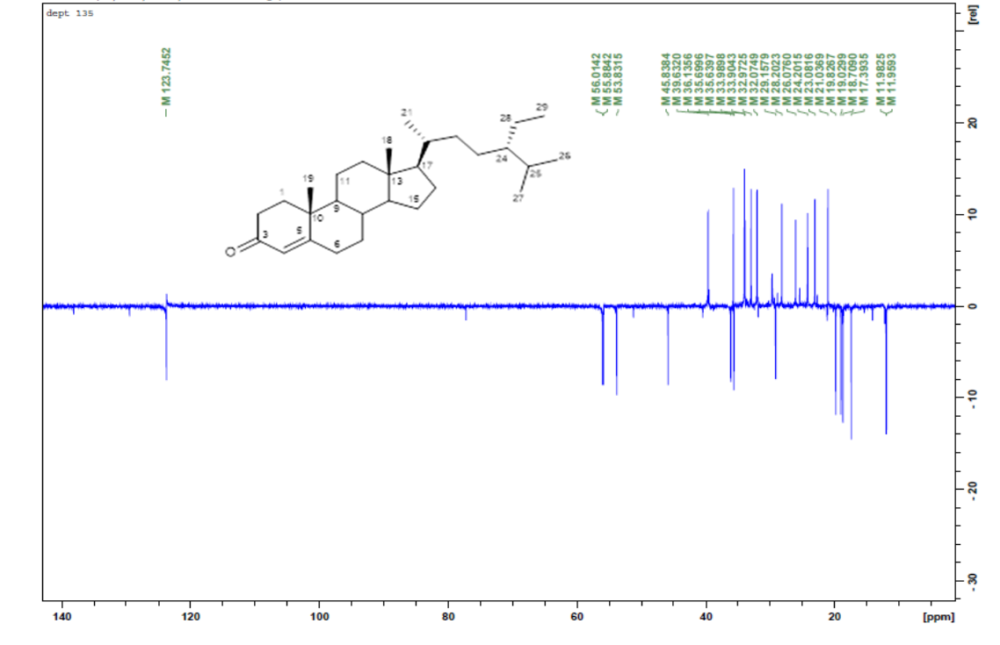 dept 135
[rel]
M 123.7452
M 56.0142
M 55.8842
M 53.8315
M 45.8384
M 39.6320
M 36.1356
M 35.6996
M 35.6397
M 33.9898
M 33.9043
M 32.9725
M 32.0749
M 29.1579
M 28.2023
M 26.0760
M 24.2015
M 23.0816
M 21.0369
M 19.8267
M 19.0299
M 18.7090
M 17.3935
M 11.9825
M 11.9593
21
28
29
18
26
24
25
17
19
11
13
27
1
9
15
10
3
5
6
O
20
10
0
-10
-20
-30
140
120
100
80
60
40
20
[ppm]